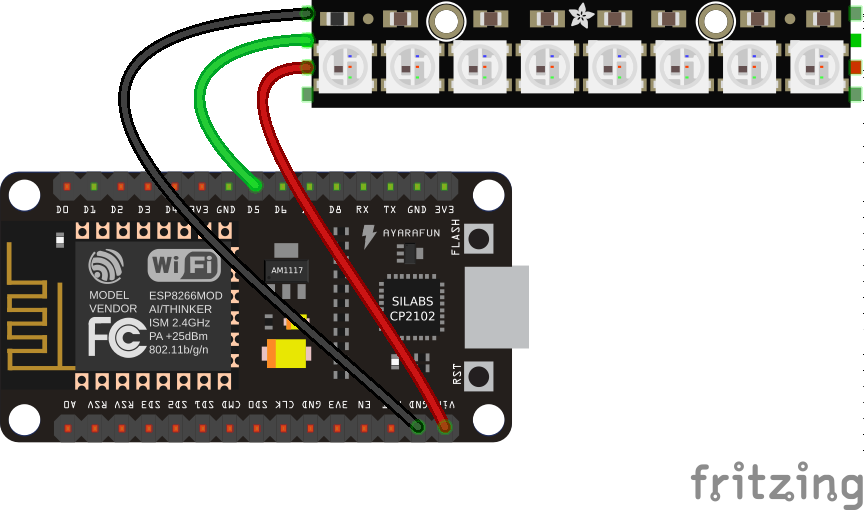 D0 D1 D2 D3 D4 3V3 GND D5 D6 D8 RX TX GND 3V3
AYARAFUN
FLASH
WiFi
AM1117
MODEL
VENDOR
ESP8266MOD
AI/THINKER
ISM 2.4GHz
PA +25dBm
802.11b/g/n
FC
SILABS
CP2102
RST
A0 RSV RSV SD3 SD2 SD1 CMD SD0 CLK GND 3V3 EN GND Vin
fritzing